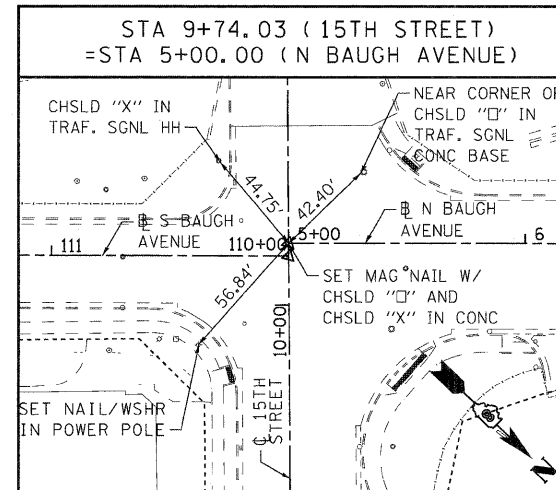 STA 9+74.03 (15TH STREET)
=STA 5+00.00 (N BAUGH AVENUE)
CHSLD "X" IN
TRAF. SGNL HH
NEAR CORNER OF
CHSLD "□" IN
TRAF. SGNL
CONC BASE
44.75'
42.40'
℄ S BAUGH
AVENUE
℄ N BAUGH
AVENUE
111
110+00
5+00
6
56.84'
SET MAG NAIL W/
CHSLD "□" AND
CHSLD "X" IN CONC
10+00
℄ 15TH
STREET
SET NAIL/WSHR
IN POWER POLE
N